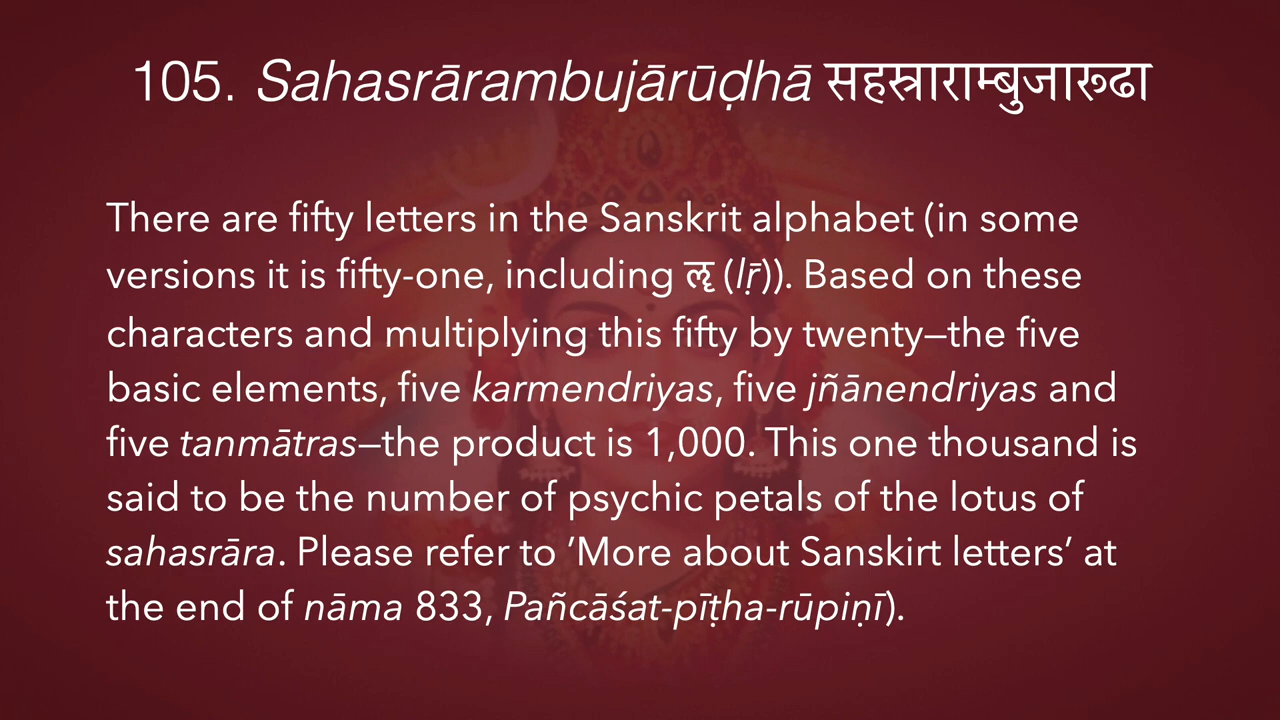 105. Sahasrārambujārūḍhā सहस्राराम्बुजारूढा
There are fifty letters in the Sanskrit alphabet (in some
versions it is fifty-one, including ॡ (lṝ)). Based on these
characters and multiplying this fifty by twenty—the five
basic elements, five karmendriyas, five jñānendriyas and
five tanmātras—the product is 1,000. This one thousand is
said to be the number of psychic petals of the lotus of
sahasrāra. Please refer to ’More about Sanskirt letters’ at
the end of nāma 833, Pañcāśat-pīṭha-rūpiṇī).